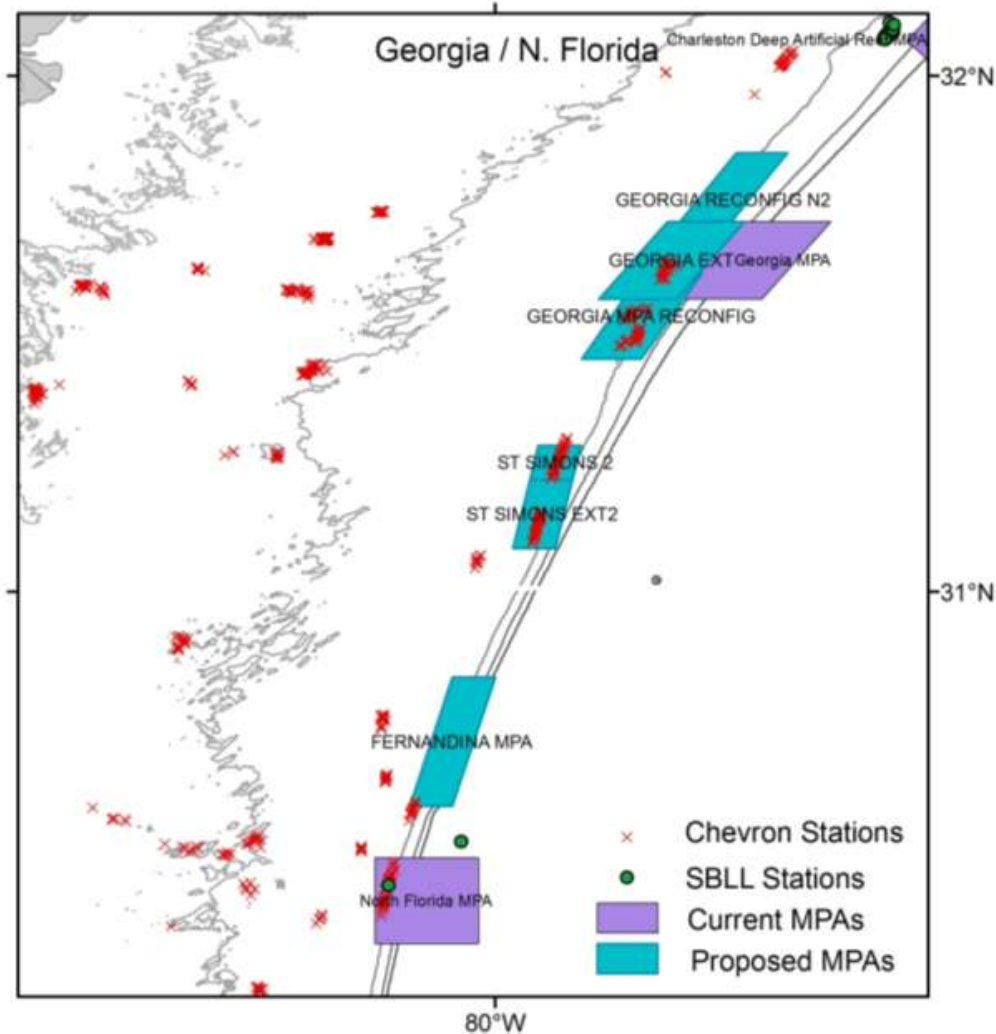 Georgia / N. Florida
Charleston Deep Artificial Reef MPA
32°N
GEORGIA RECONFIG N2
GEORGIA EXT
Georgia MPA
GEORGIA MPA RECONFIG
ST SIMONS 2
ST SIMONS EXT2
31°N
FERNANDINA MPA
North Florida MPA
Chevron Stations
SBLL Stations
Current MPAs
Proposed MPAs
80°W